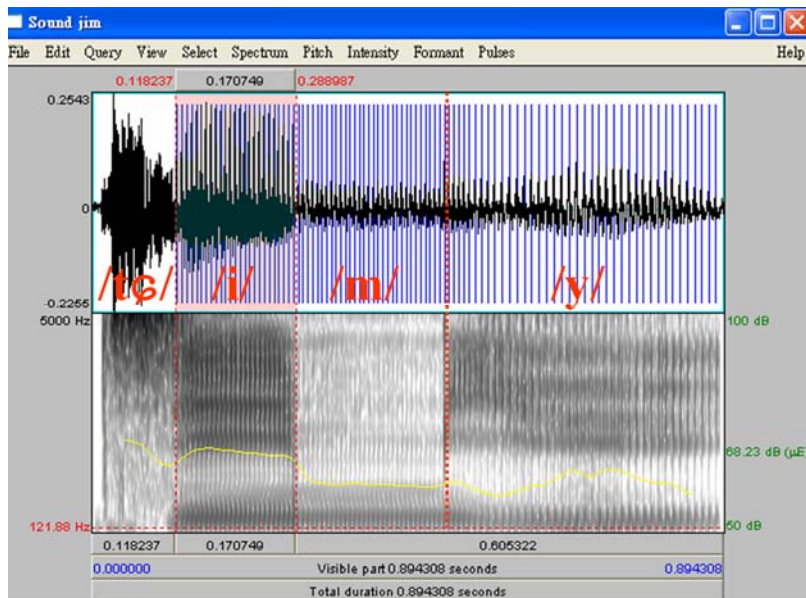 Sound jim
File Edit Query View Select Spectrum Pitch Intensity Formant Pulses Help
0.118237 0.170749 0.288987
0.2543
0
-0.2265
/tɕ/ /i/ /m/ /y/
5000 Hz 100 dB
68.23 dB (µE)
121.88 Hz 50 dB
0.118237 0.170749 0.605322
0.000000 Visible part 0.894308 seconds 0.894308
Total duration 0.894308 seconds